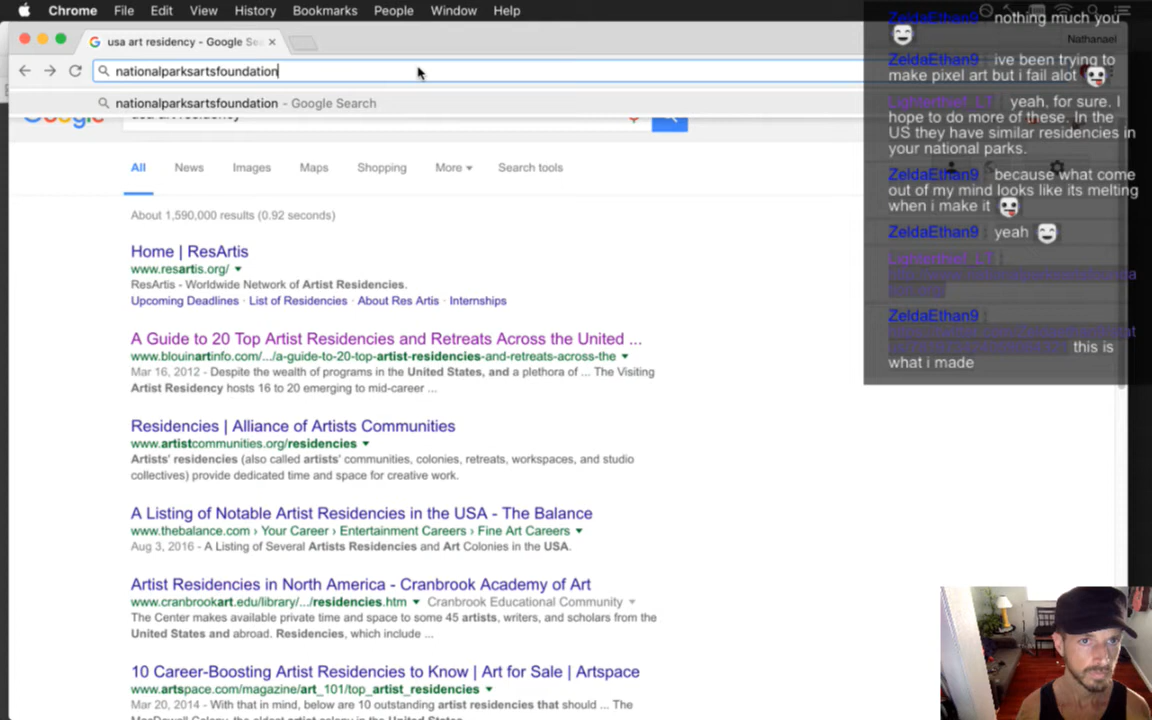 Chrome File Edit View History Bookmarks People Window Help
usa art residency - Google Se
nationalparksartsfoundation
nationalparksartsfoundation - Google Search
All News Images Maps Shopping More Search tools
About 1,590,000 results (0.92 seconds)
Home | ResArtis
www.resartis.org/
ResArtis - Worldwide Network of Artist Residencies.
Upcoming Deadlines · List of Residencies · About Res Artis · Internships
A Guide to 20 Top Artist Residencies and Retreats Across the United ...
www.blouinartinfo.com/.../a-guide-to-20-top-artist-residencies-and-retreats-across-the
Mar 16, 2012 - Despite the wealth of programs in the United States, and a plethora of ... The Visiting
Artist Residency hosts 16 to 20 emerging to mid-career ...
Residencies | Alliance of Artists Communities
www.artistcommunities.org/residencies
Artists' residencies (also called artists' communities, colonies, retreats, workspaces, and studio
collectives) provide dedicated time and space for creative work.
A Listing of Notable Artist Residencies in the USA - The Balance
www.thebalance.com › Your Career › Entertainment Careers › Fine Art Careers
Aug 3, 2016 - A Listing of Several Artists Residencies and Art Colonies in the USA.
Artist Residencies in North America - Cranbrook Academy of Art
www.cranbrookart.edu/library/.../residencies.htm Cranbrook Educational Community
The Center makes available private time and space to some 45 artists, writers, and scholars from the
United States and abroad. Residencies, which include ...
10 Career-Boosting Artist Residencies to Know | Art for Sale | Artspace
www.artspace.com/magazine/art_101/top_artist_residencies
Mar 20, 2014 - With that in mind, below are 10 outstanding artist residencies that should ... The
MacDowell Colony, the oldest artist colony in the United States.
ZeldaEthan9 : nothing much you
Nathanael
ZeldaEthan9 : ive been trying to
make pixel art but i fail alot
Lighterthief_LT : yeah, for sure. I
hope to do more of these. In the
US they have similar residencies in
your national parks.
ZeldaEthan9 : because what come
out of my mind looks like its melting
when i make it
ZeldaEthan9 : yeah
Lighterthief_LT :
ZeldaEthan9 :
this is
what i made